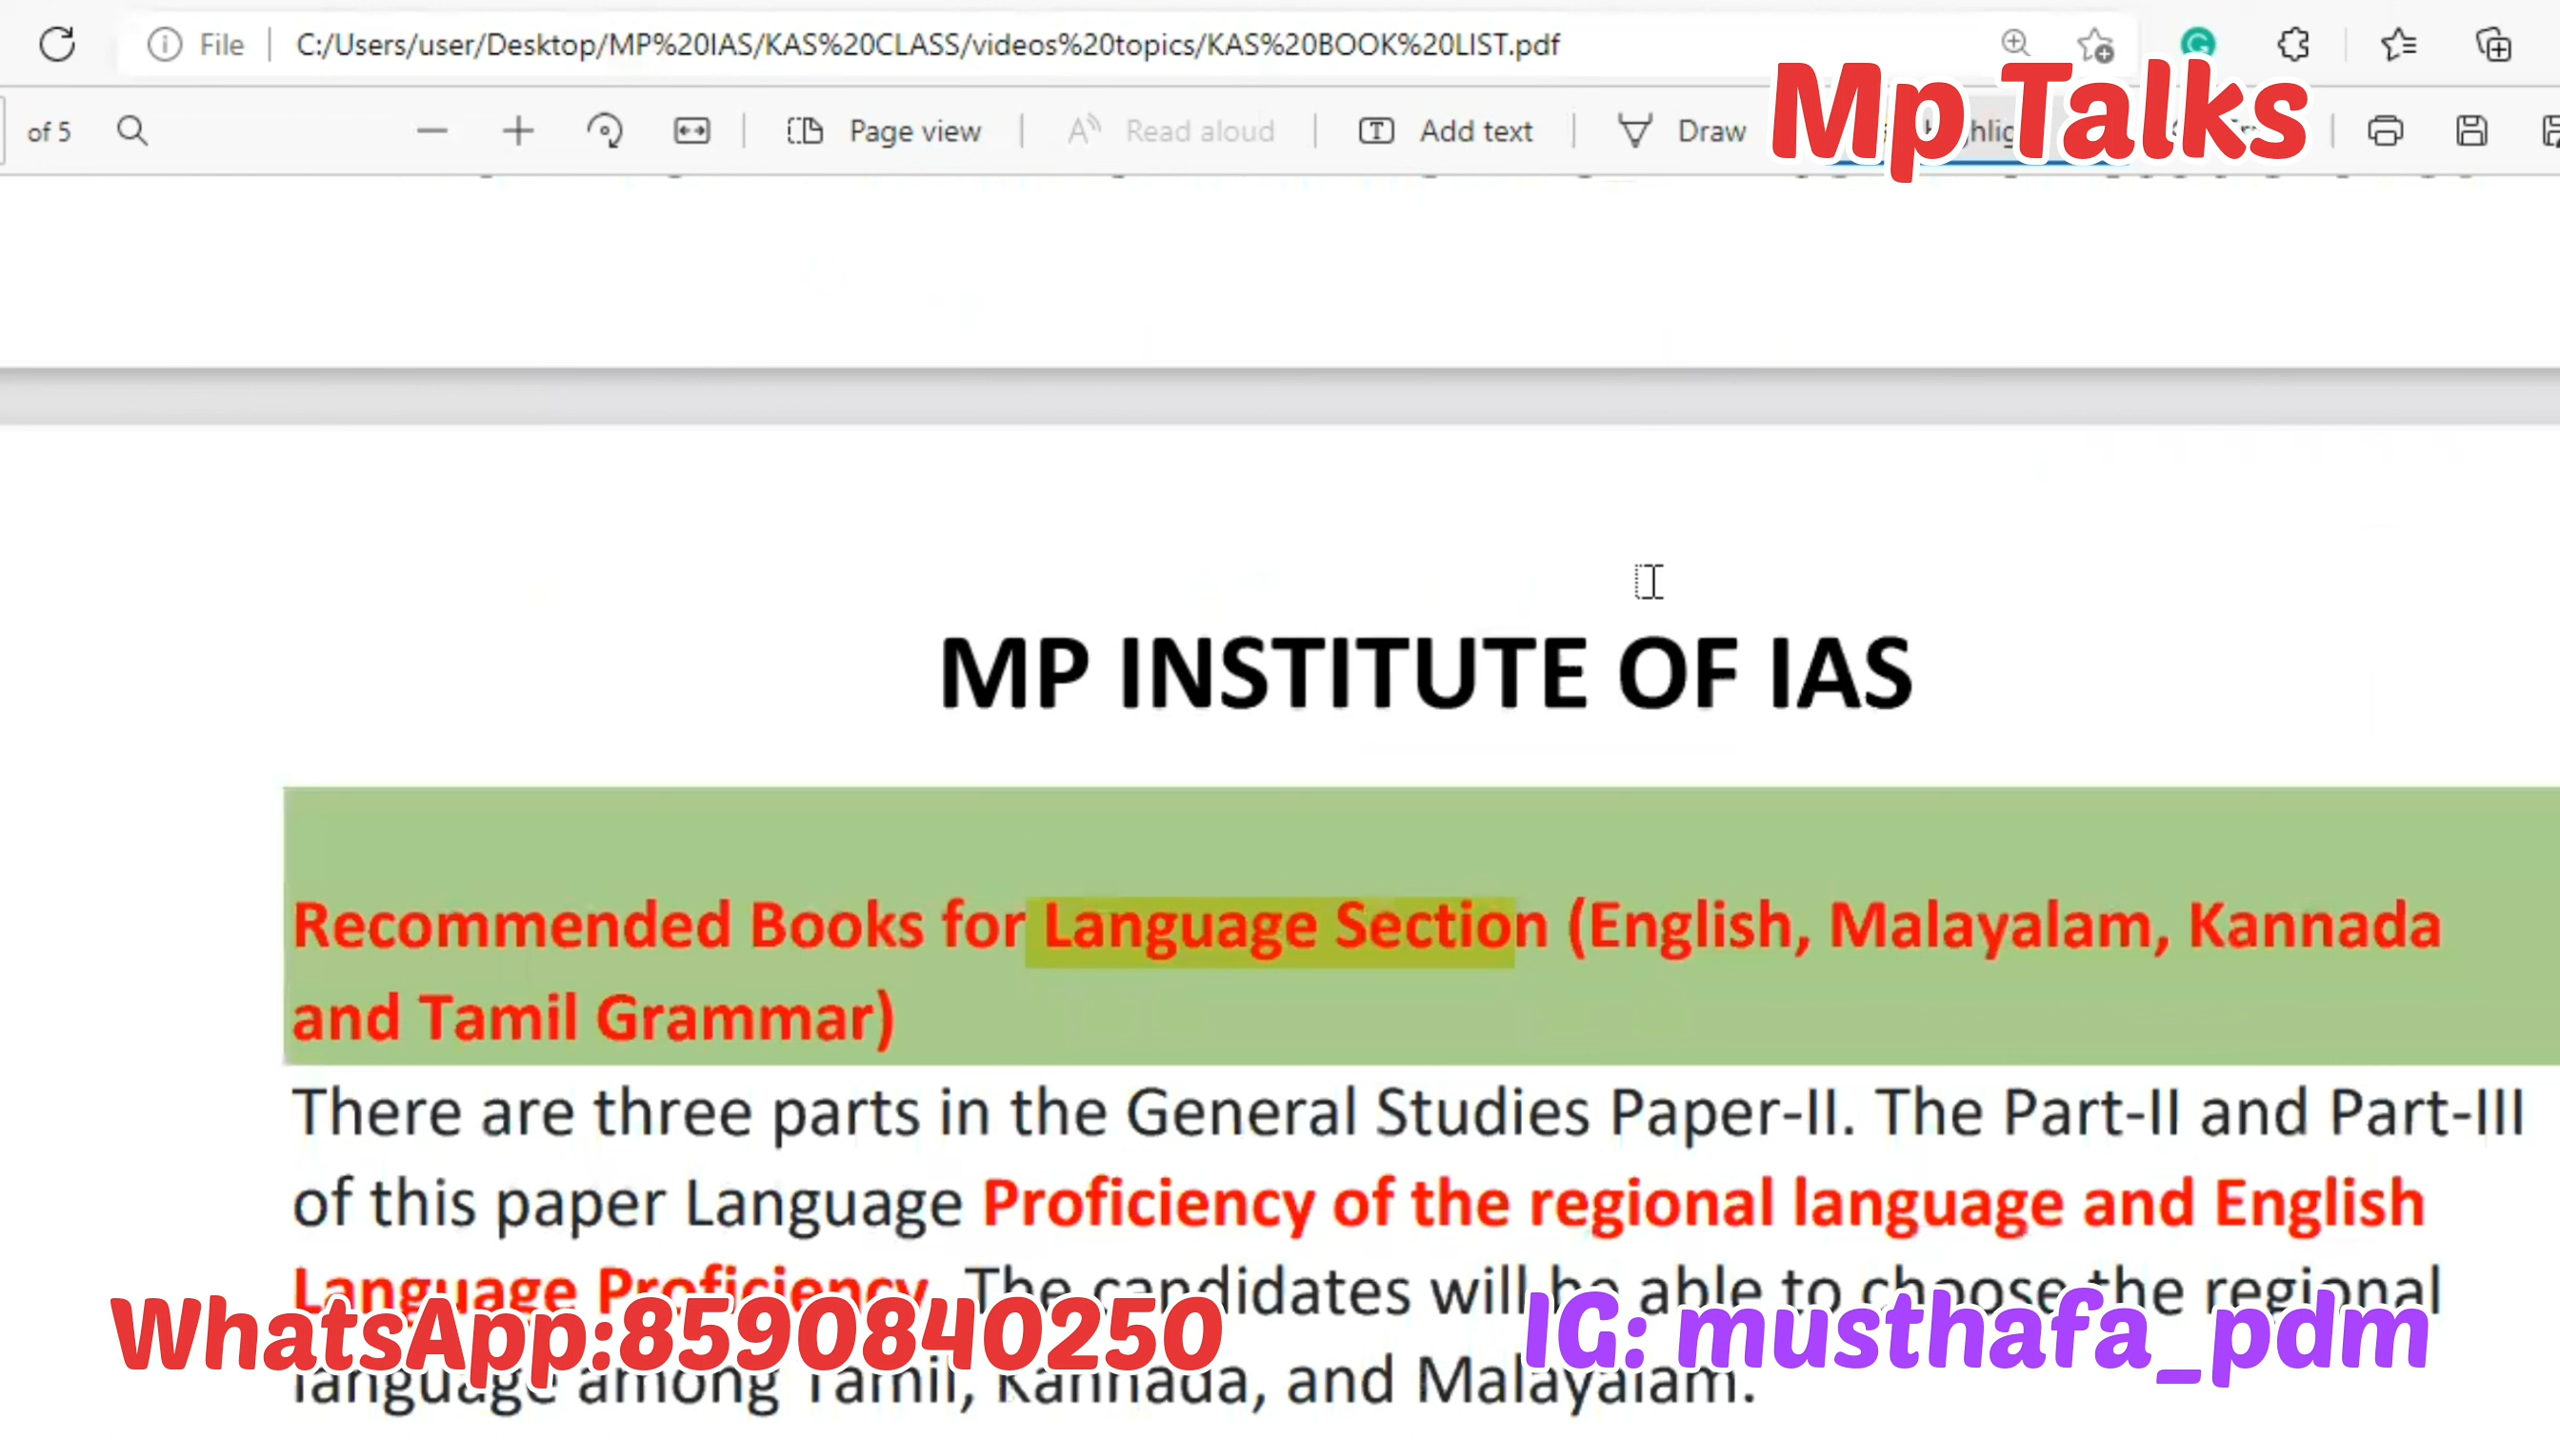 File | C:/Users/user/Desktop/MP%20IAS/KAS%20CLASS/videos%20topics/KAS%20BOOK%20LIST.pdf
Mp Talks
of 5 Page view | Read aloud | Add text | Draw
MP INSTITUTE OF IAS
Recommended Books for Language Section (English, Malayalam, Kannada
and Tamil Grammar)
There are three parts in the General Studies Paper-II. The Part-II and Part-III
of this paper Language Proficiency of the regional language and English
Language Proficiency. The candidates will be able to choose the regional
WhatsApp:8590840250 IG: musthafa_pdm
language among Tamil, Kannada, and Malayalam.